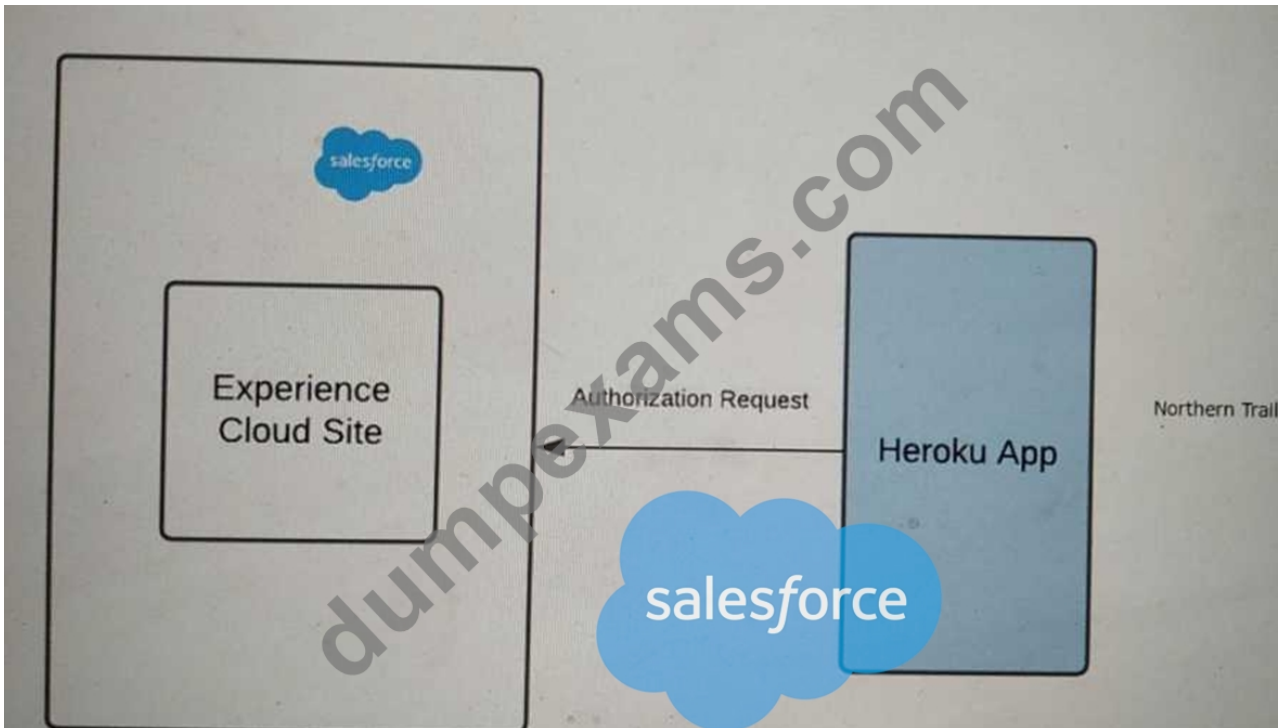 salesforce
Experience
Cloud Site
Authorization Request
Heroku App
Northern Trail
salesforce
dumpexams.com